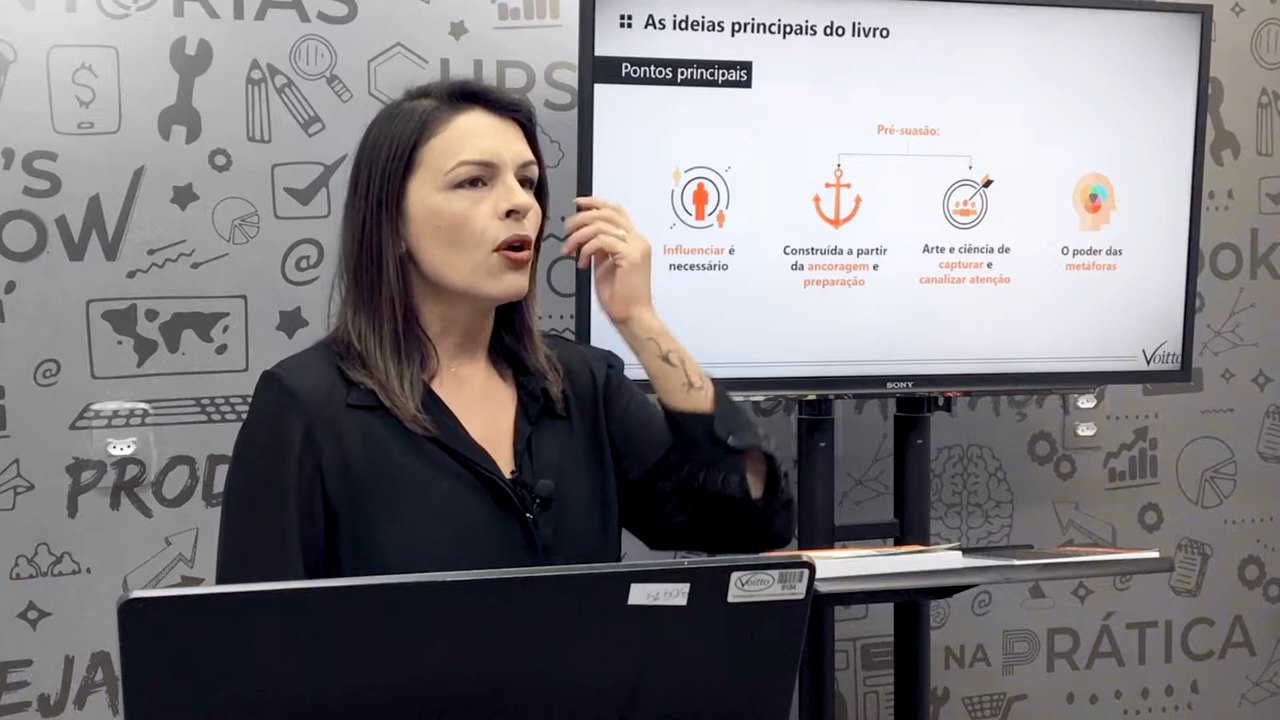 As ideias principais do livro
Pontos principais
Pré-suasão:
Influenciar é
necessário
Construída a partir
da ancoragem e
preparação
Arte e ciência de
capturar e
canalizar atenção
O poder das
metáforas
Voitto
SONY
'S
OW
PROD
Voitto
NA PRÁTICA
EJA